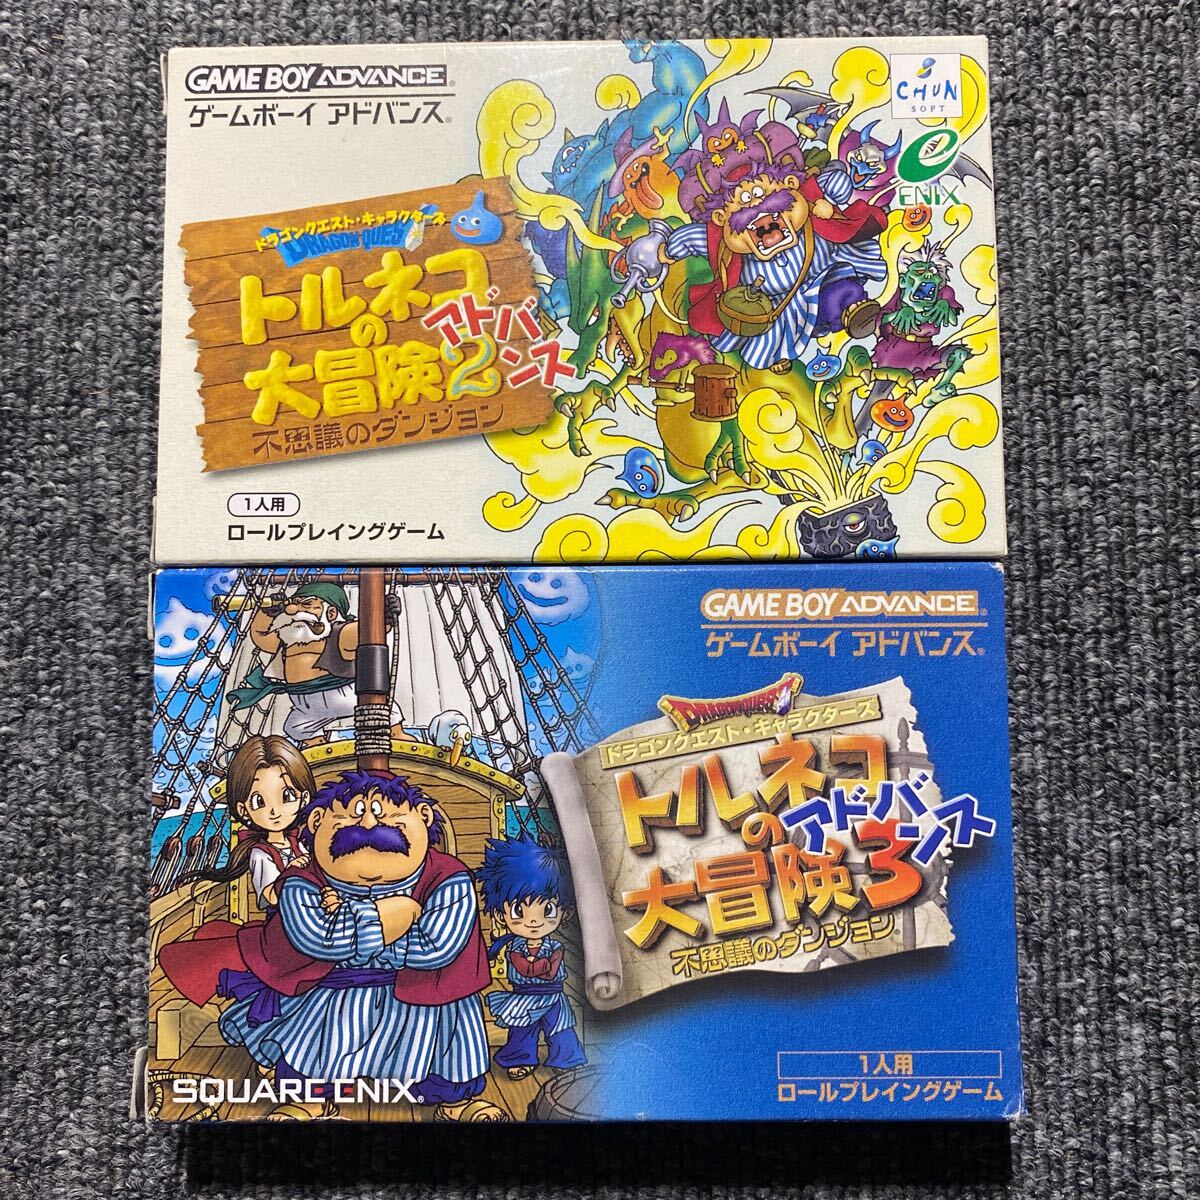 GAME BOY ADVANCE
ゲームボーイ アドバンス
CHUN
SOFT
ENIX
ドラゴンクエスト・キャラクターズ
DRAGON QUEST
トルネコ
の
大冒険2
アドバンス
不思議のダンジョン
1人用
ロールプレイングゲーム
GAME BOY ADVANCE
ゲームボーイ アドバンス
DRAGON QUEST
ドラゴンクエスト・キャラクターズ
トルネコ
の
大冒険3
アドバンス
不思議のダンジョン
1人用
ロールプレイングゲーム
SQUARE ENIX